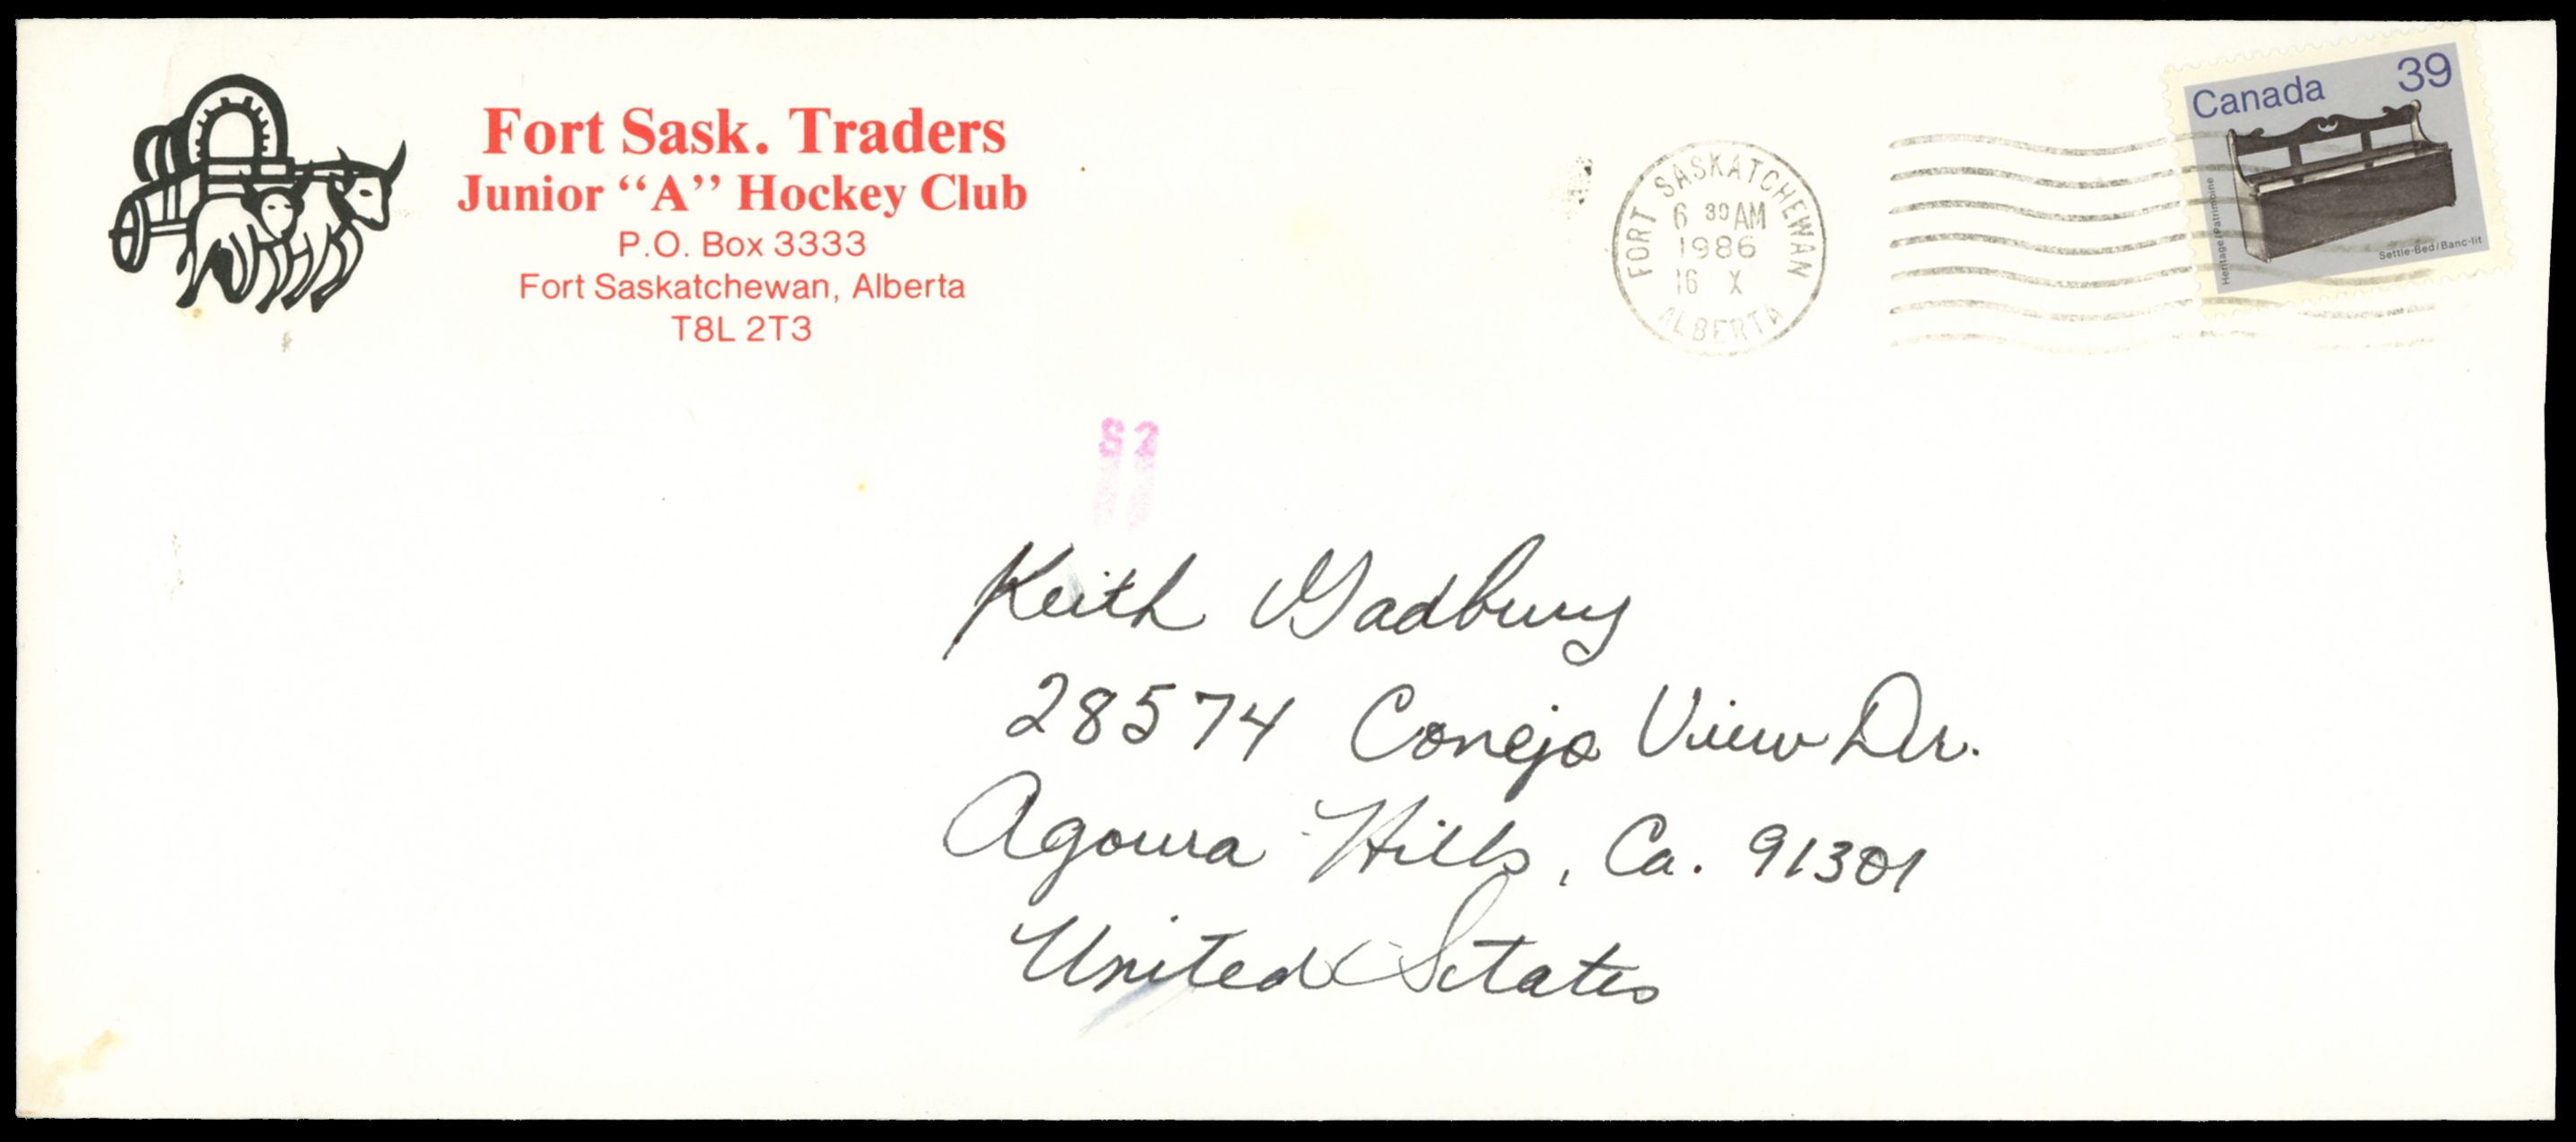 Fort Sask. Traders
Junior “A” Hockey Club
P.O. Box 3333
Fort Saskatchewan, Alberta
T8L 2T3
FORT SASKATCHEWAN
6 30 AM
1986
16 X
ALBERTA
Canada 39
Heritage/Patrimoine
Settle-Bed/Banc-lit
Keith Gadbury
28574 Conejo View Dr.
Agoura Hills, Ca. 91301
United States